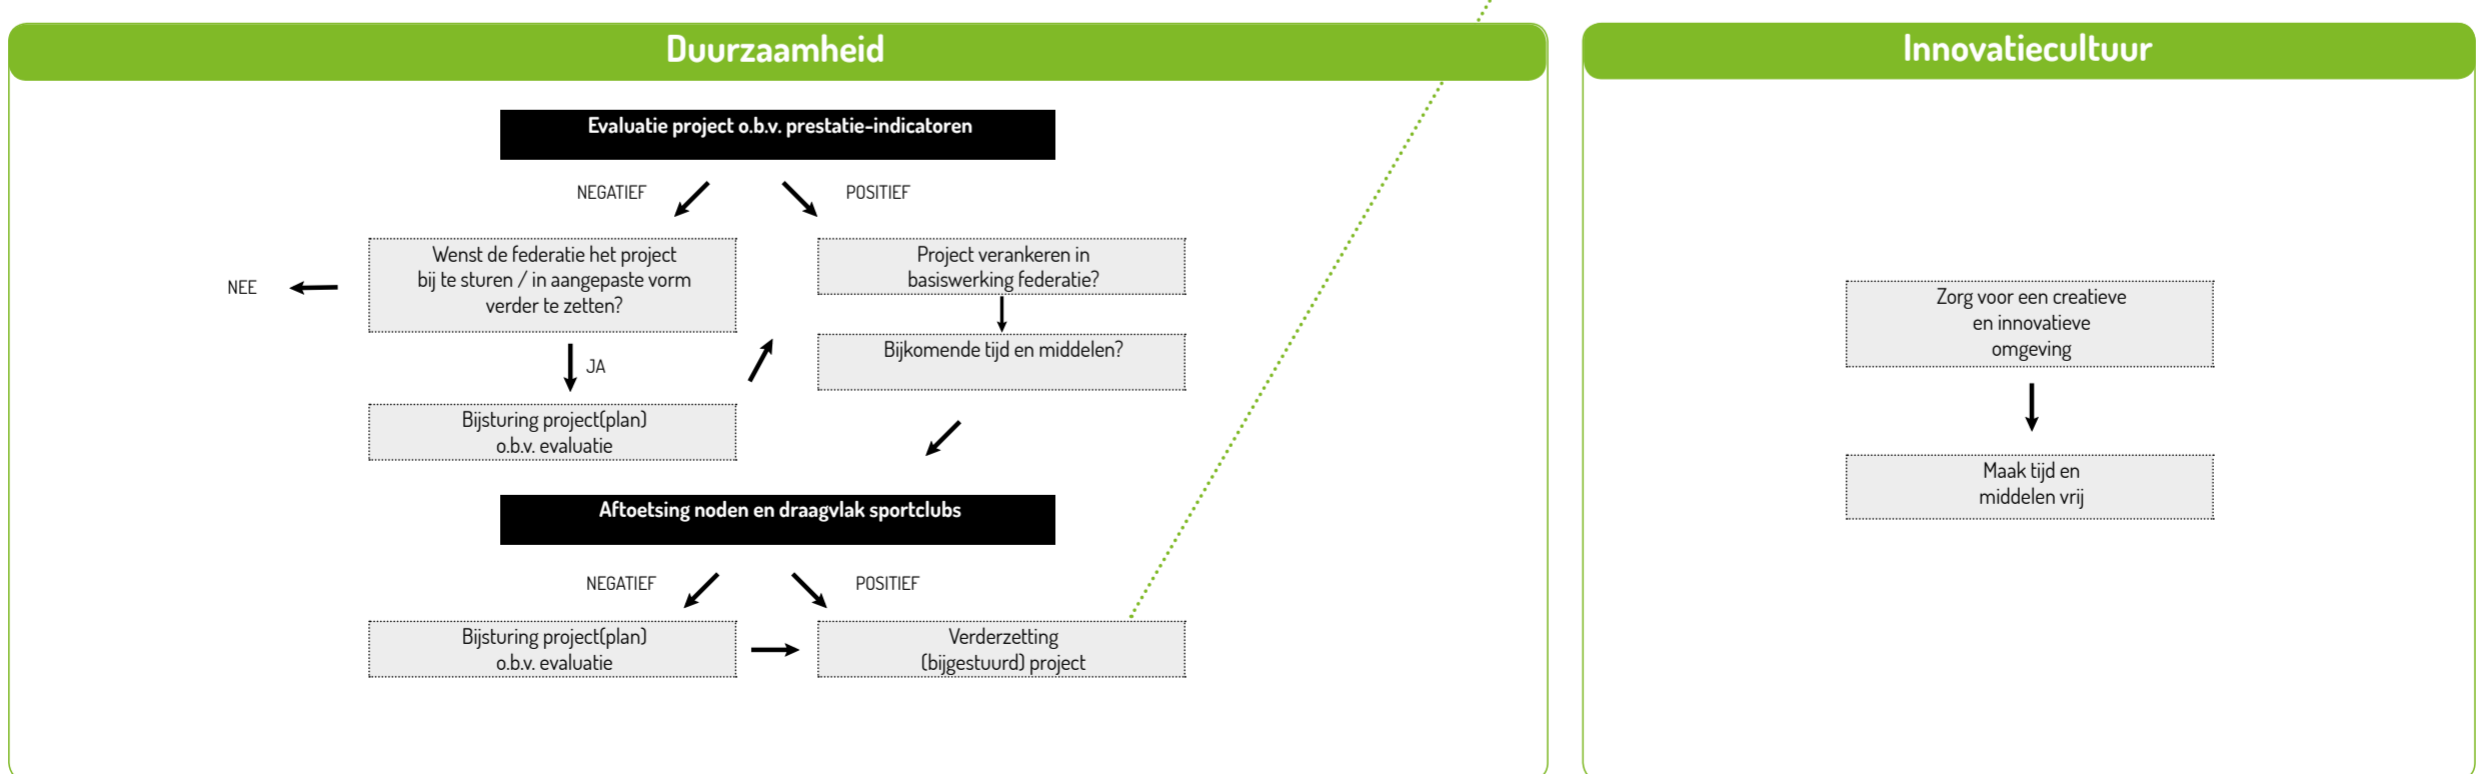 Duurzaamheid
Evaluatie project o.b.v. prestatie-indicatoren
NEGATIEF
POSITIEF
Wenst de federatie het project
bij te sturen / in aangepaste vorm
verder te zetten?
NEE
JA
Bijsturing project(plan)
o.b.v. evaluatie
Project verankeren in
basiswerking federatie?
Bijkomende tijd en middelen?
Aftoetsing noden en draagvlak sportclubs
NEGATIEF
POSITIEF
Bijsturing project(plan)
o.b.v. evaluatie
Verderzetting
(bijgestuurd) project
Innovatiecultuur
Zorg voor een creatieve
en innovatieve
omgeving
Maak tijd en
middelen vrij